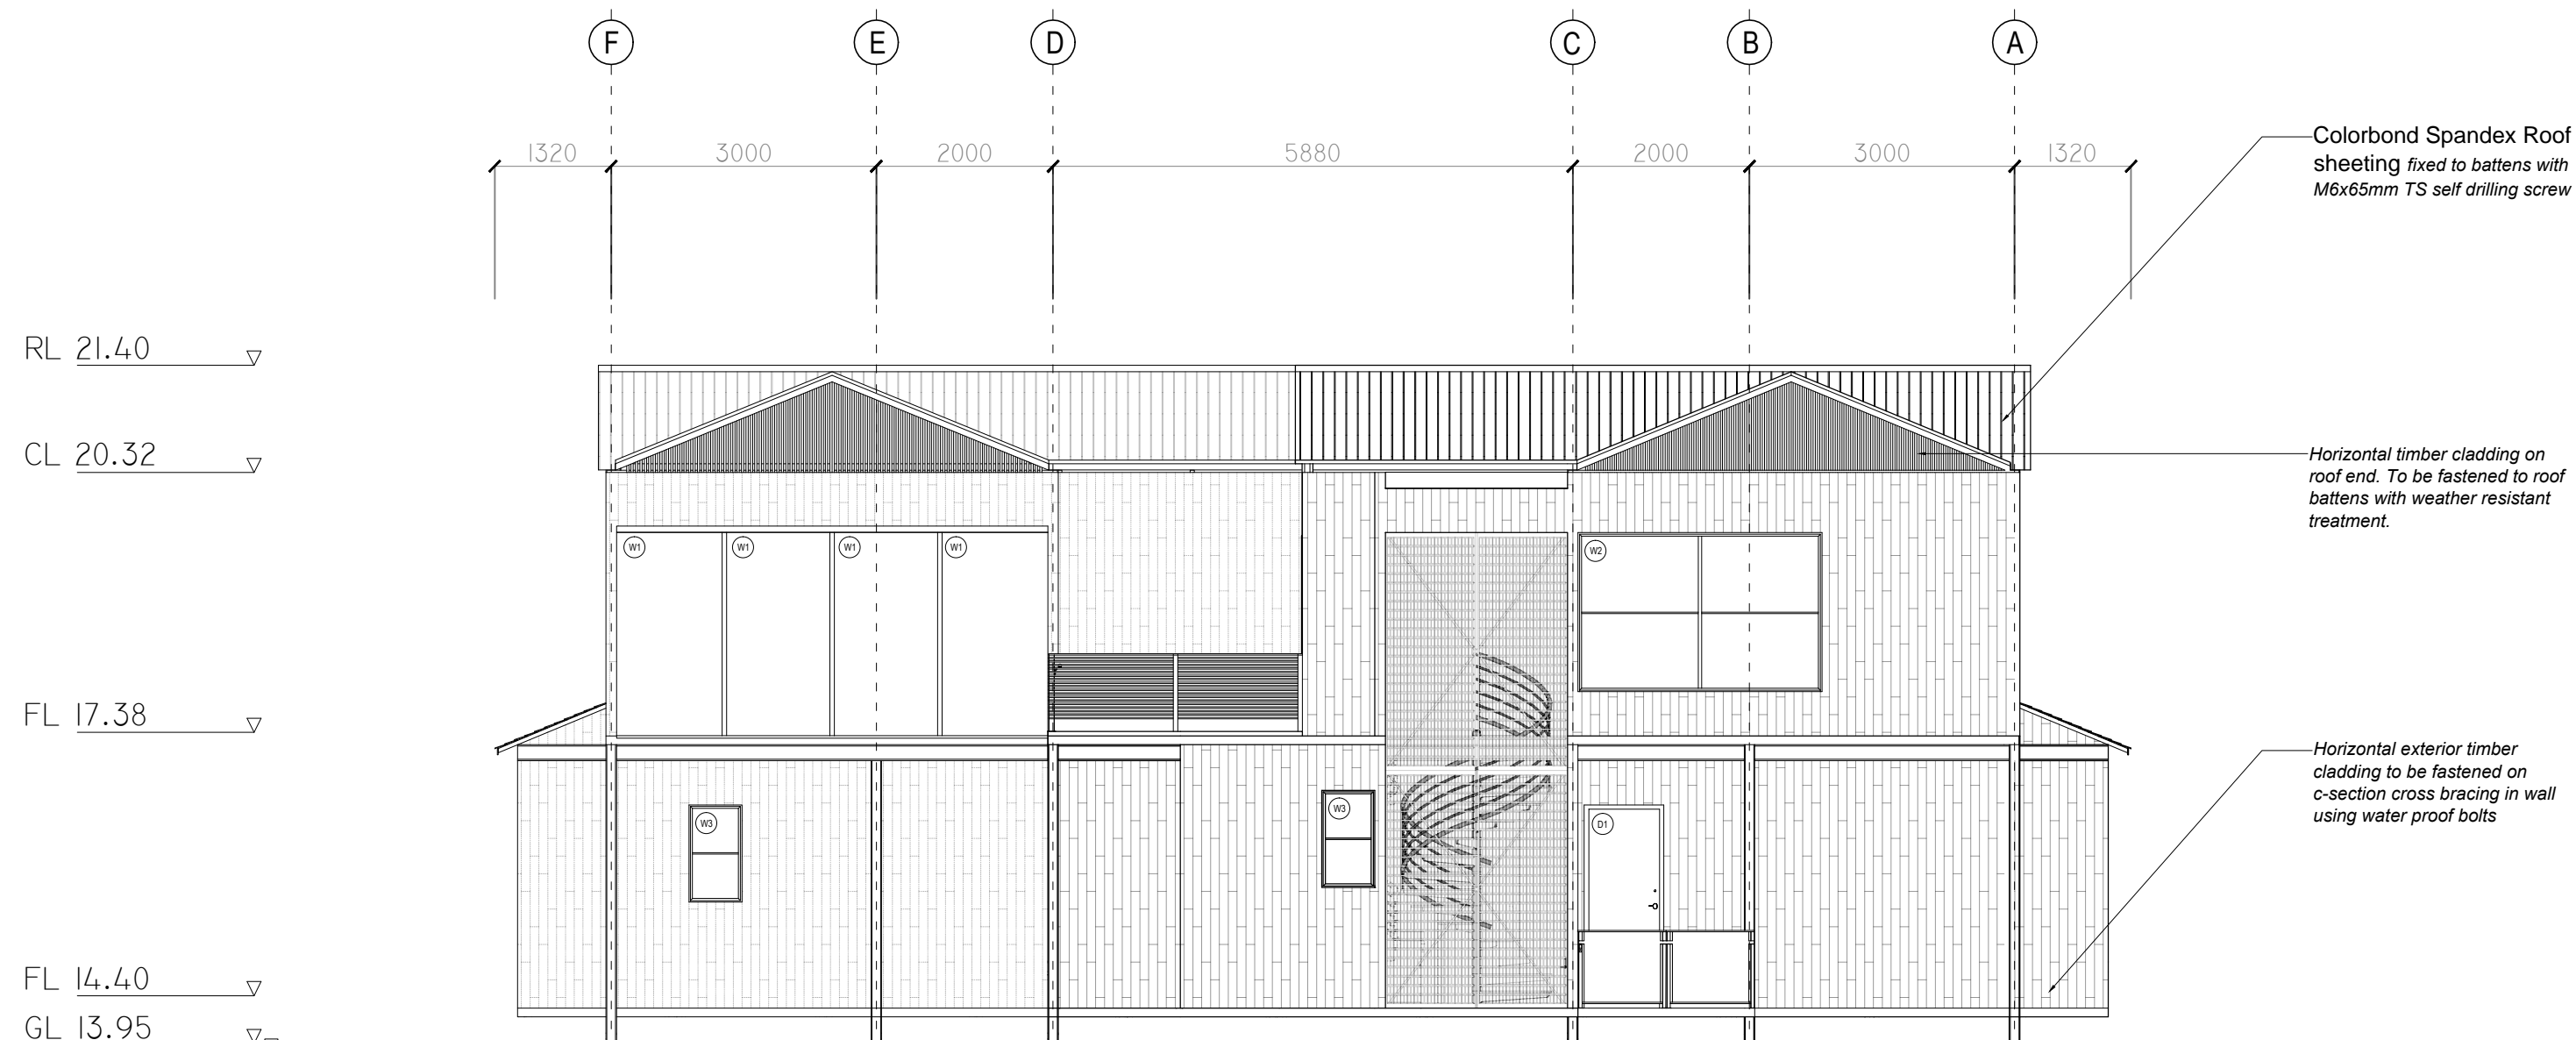 F E D C B A
1320 3000 2000 5880 2000 3000 1320
Colorbond Spandex Roof
sheeting fixed to battens with
M6x65mm TS self drilling screw
RL 21.40
CL 20.32
Horizontal timber cladding on
roof end. To be fastened to roof
battens with weather resistant
treatment.
W1 W1 W1 W1 W2
FL 17.38
Horizontal exterior timber
cladding to be fastened on
c-section cross bracing in wall
using water proof bolts
W3 W3 D1
FL 14.40
GL 13.95